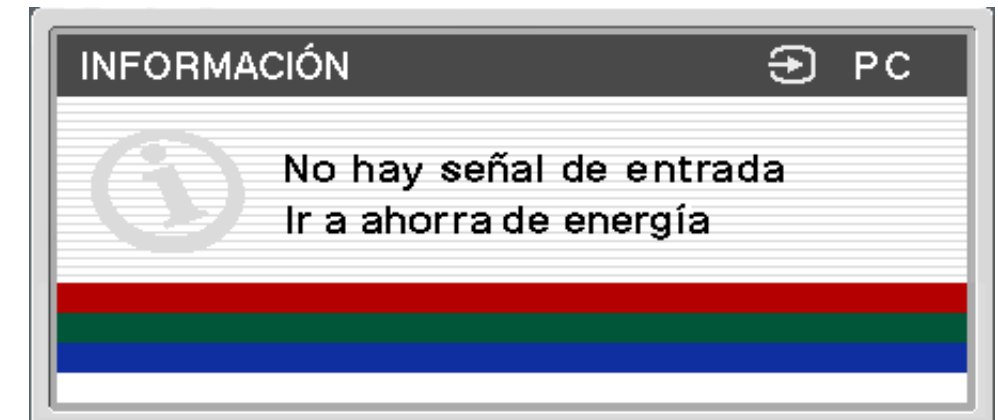 INFORMACIÓN PC
No hay señal de entrada
Ir a ahorra de energía